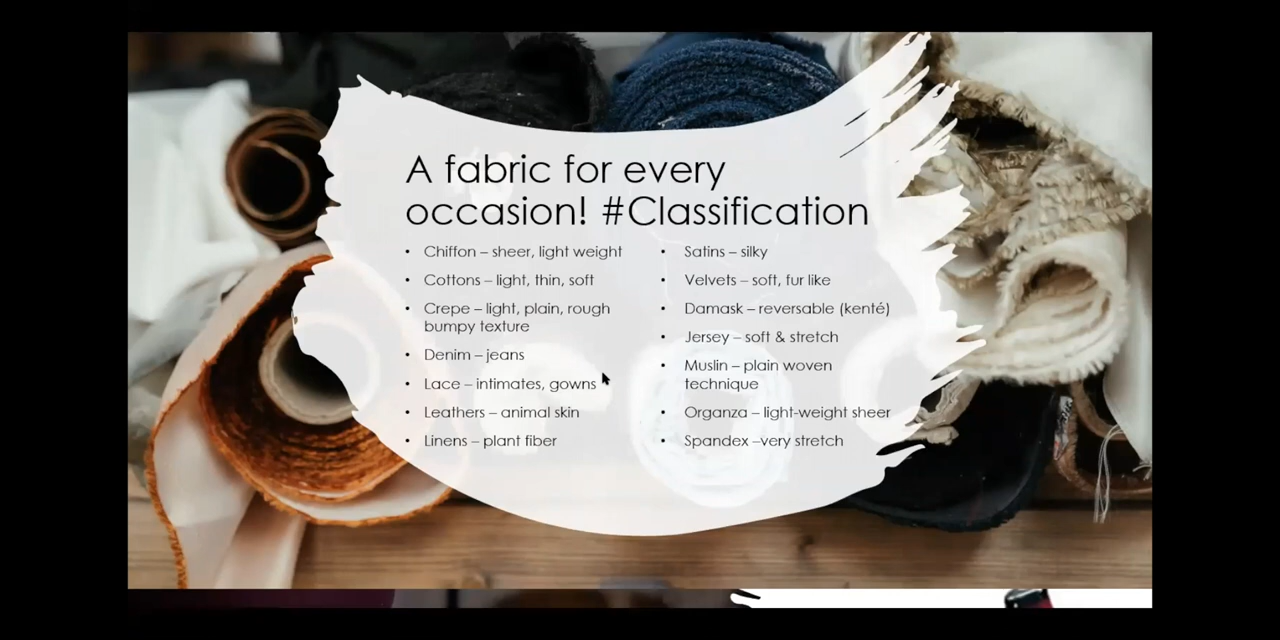 A fabric for every
occasion! #Classification
• Chiffon – sheer, light weight
• Cottons – light, thin, soft
• Crepe – light, plain, rough
bumpy texture
• Denim – jeans
• Lace – intimates, gowns
• Leathers – animal skin
• Linens – plant fiber
• Satins – silky
• Velvets – soft, fur like
• Damask – reversable (kenté)
• Jersey – soft & stretch
• Muslin – plain woven
technique
• Organza – light-weight sheer
• Spandex –very stretch